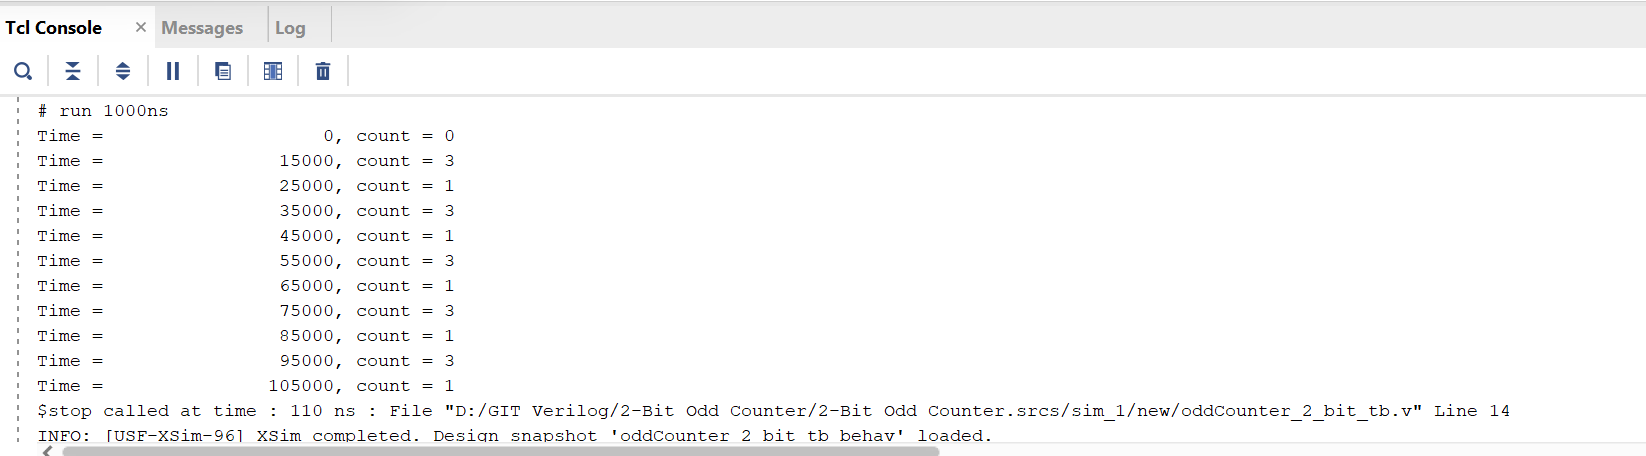 Tcl Console × Messages Log
# run 1000ns
Time = 0, count = 0
Time = 15000, count = 3
Time = 25000, count = 1
Time = 35000, count = 3
Time = 45000, count = 1
Time = 55000, count = 3
Time = 65000, count = 1
Time = 75000, count = 3
Time = 85000, count = 1
Time = 95000, count = 3
Time = 105000, count = 1
$stop called at time : 110 ns : File "D:/GIT Verilog/2-Bit Odd Counter/2-Bit Odd Counter.srcs/sim_1/new/oddCounter_2_bit_tb.v" Line 14
INFO: [USF-XSim-96] XSim completed. Design snapshot 'oddCounter_2_bit_tb_behav' loaded.